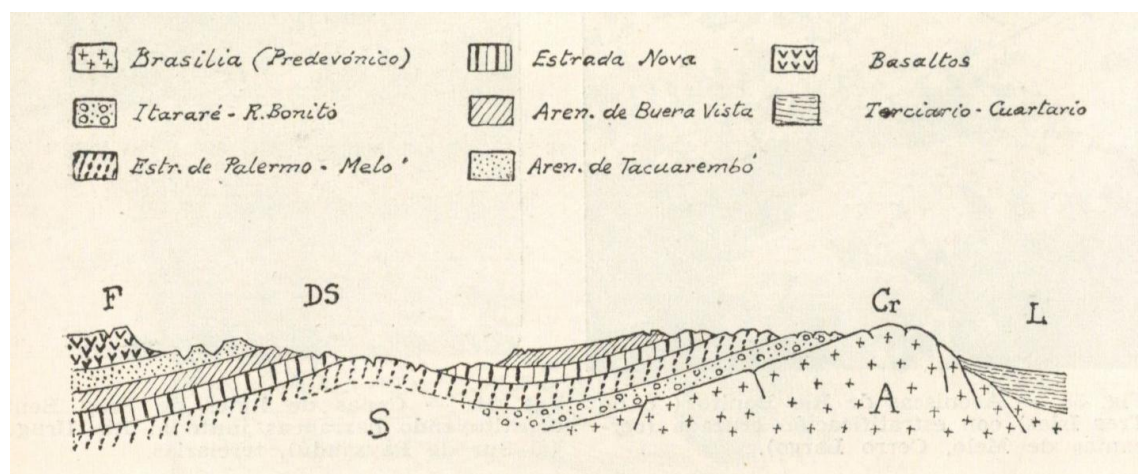 Brasilia (Predevónico)
Itararé - R. Bonito
Estr. de Palermo - Melo
Estrada Nova
Aren. de Buena Vista
Aren. de Tacuarembó
Basaltos
Terciario - Cuartario
F
DS
Cr
L
S
A